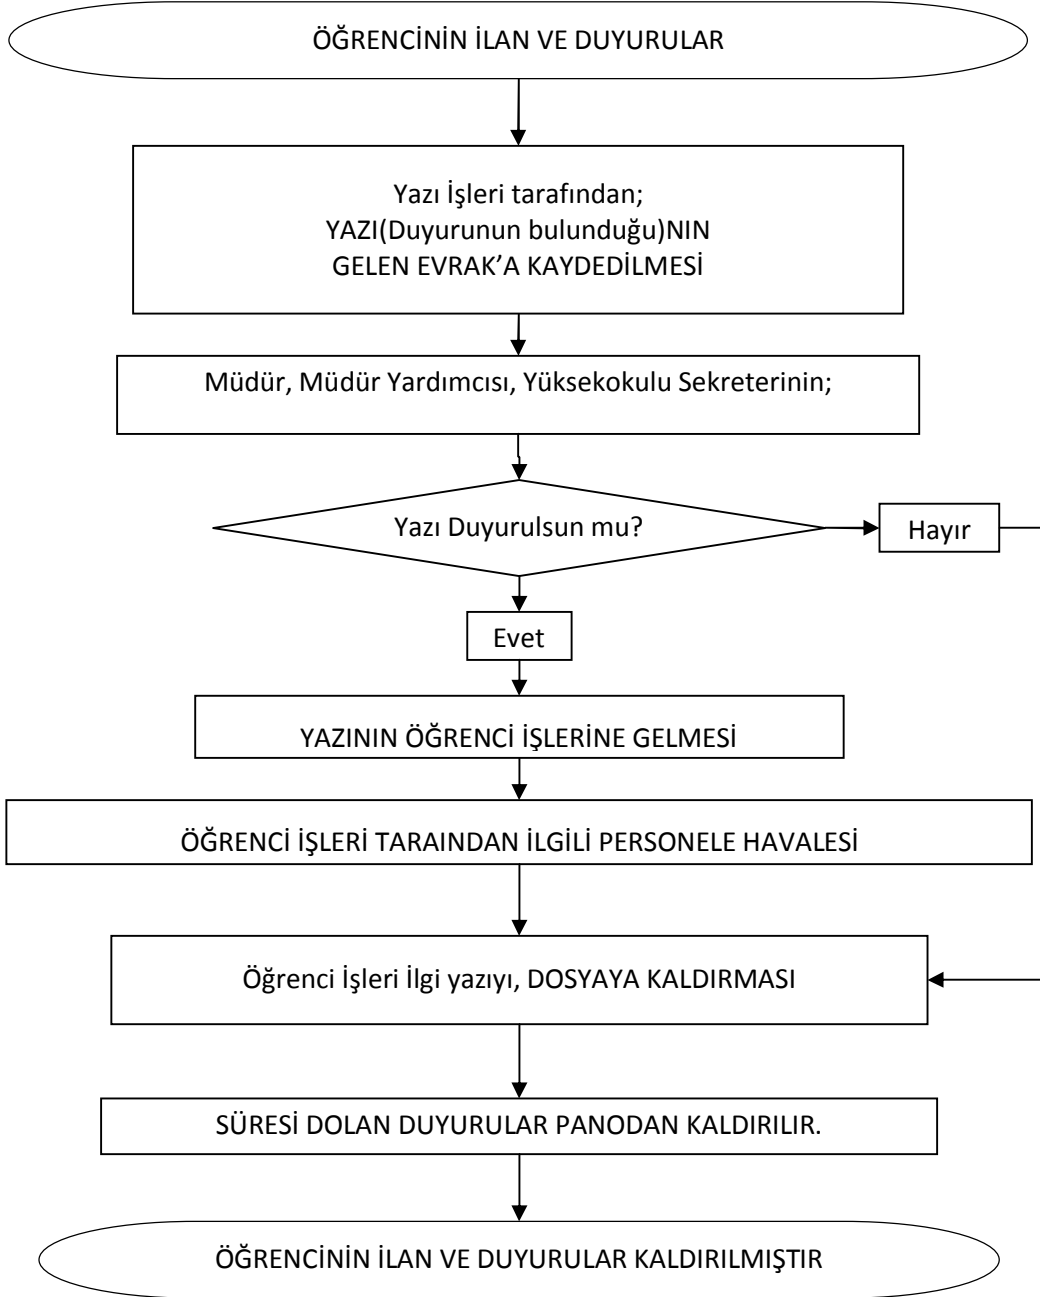 ÖĞRENCİNİN İLAN VE DUYURULAR
Yazı İşleri tarafından;
YAZI(Duyurunun bulunduğu)NIN
GELEN EVRAK’A KAYDEDİLMESİ
Müdür, Müdür Yardımcısı, Yüksekokulu Sekreterinin;
Yazı Duyurulsun mu?
Hayır
Evet
YAZININ ÖĞRENCİ İŞLERİNE GELMESİ
ÖĞRENCİ İŞLERİ TARAINDAN İLGİLİ PERSONELE HAVALESİ
Öğrenci İşleri İlgi yazıyı, DOSYAYA KALDIRMASI
SÜRESİ DOLAN DUYURULAR PANODAN KALDIRILIR.
ÖĞRENCİNİN İLAN VE DUYURULAR KALDIRILMIŞTIR